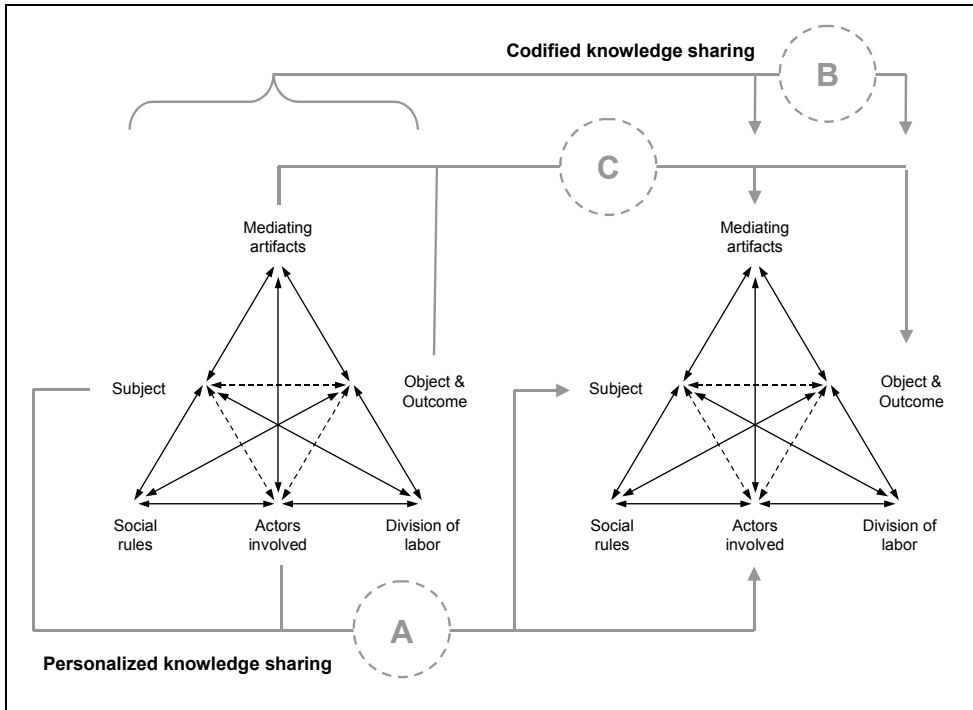 Codified knowledge sharing
B
C
Mediating
artifacts
Mediating
artifacts
Subject
Object &
Outcome
Subject
Object &
Outcome
Social
rules
Actors
involved
Division of
labor
Social
rules
Actors
involved
Division of
labor
A
Personalized knowledge sharing